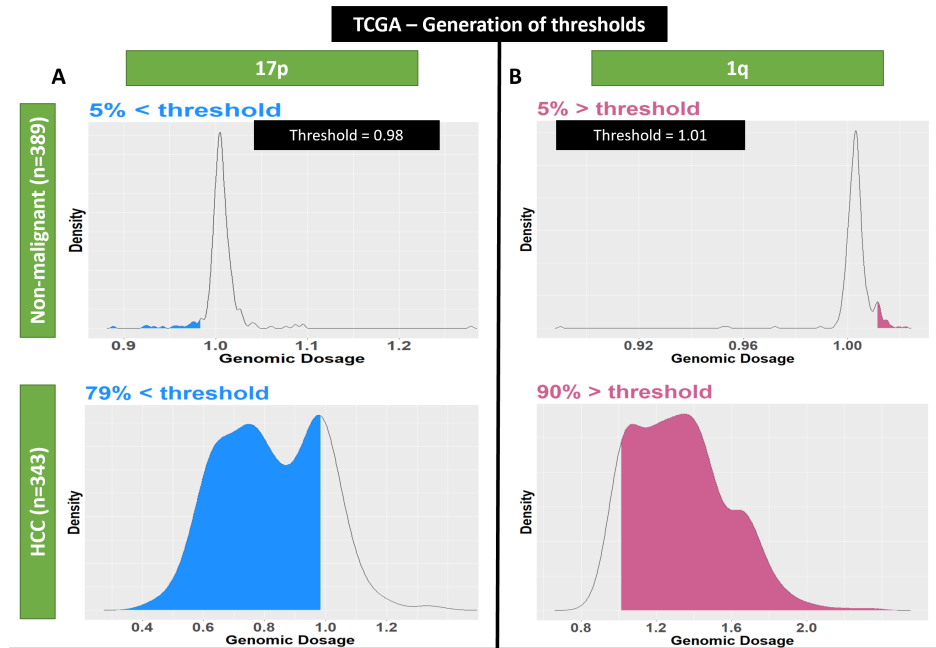 TCGA – Generation of thresholds
A
17p
B
1q
Non-malignant (n=389)
5% < threshold
Threshold = 0.98
Density
0.9 1.0 1.1 1.2
Genomic Dosage
5% > threshold
Threshold = 1.01
Density
0.92 0.96 1.00
Genomic Dosage
HCC (n=343)
79% < threshold
Density
0.4 0.6 0.8 1.0 1.2
Genomic Dosage
90% > threshold
Density
0.8 1.2 1.6 2.0
Genomic Dosage